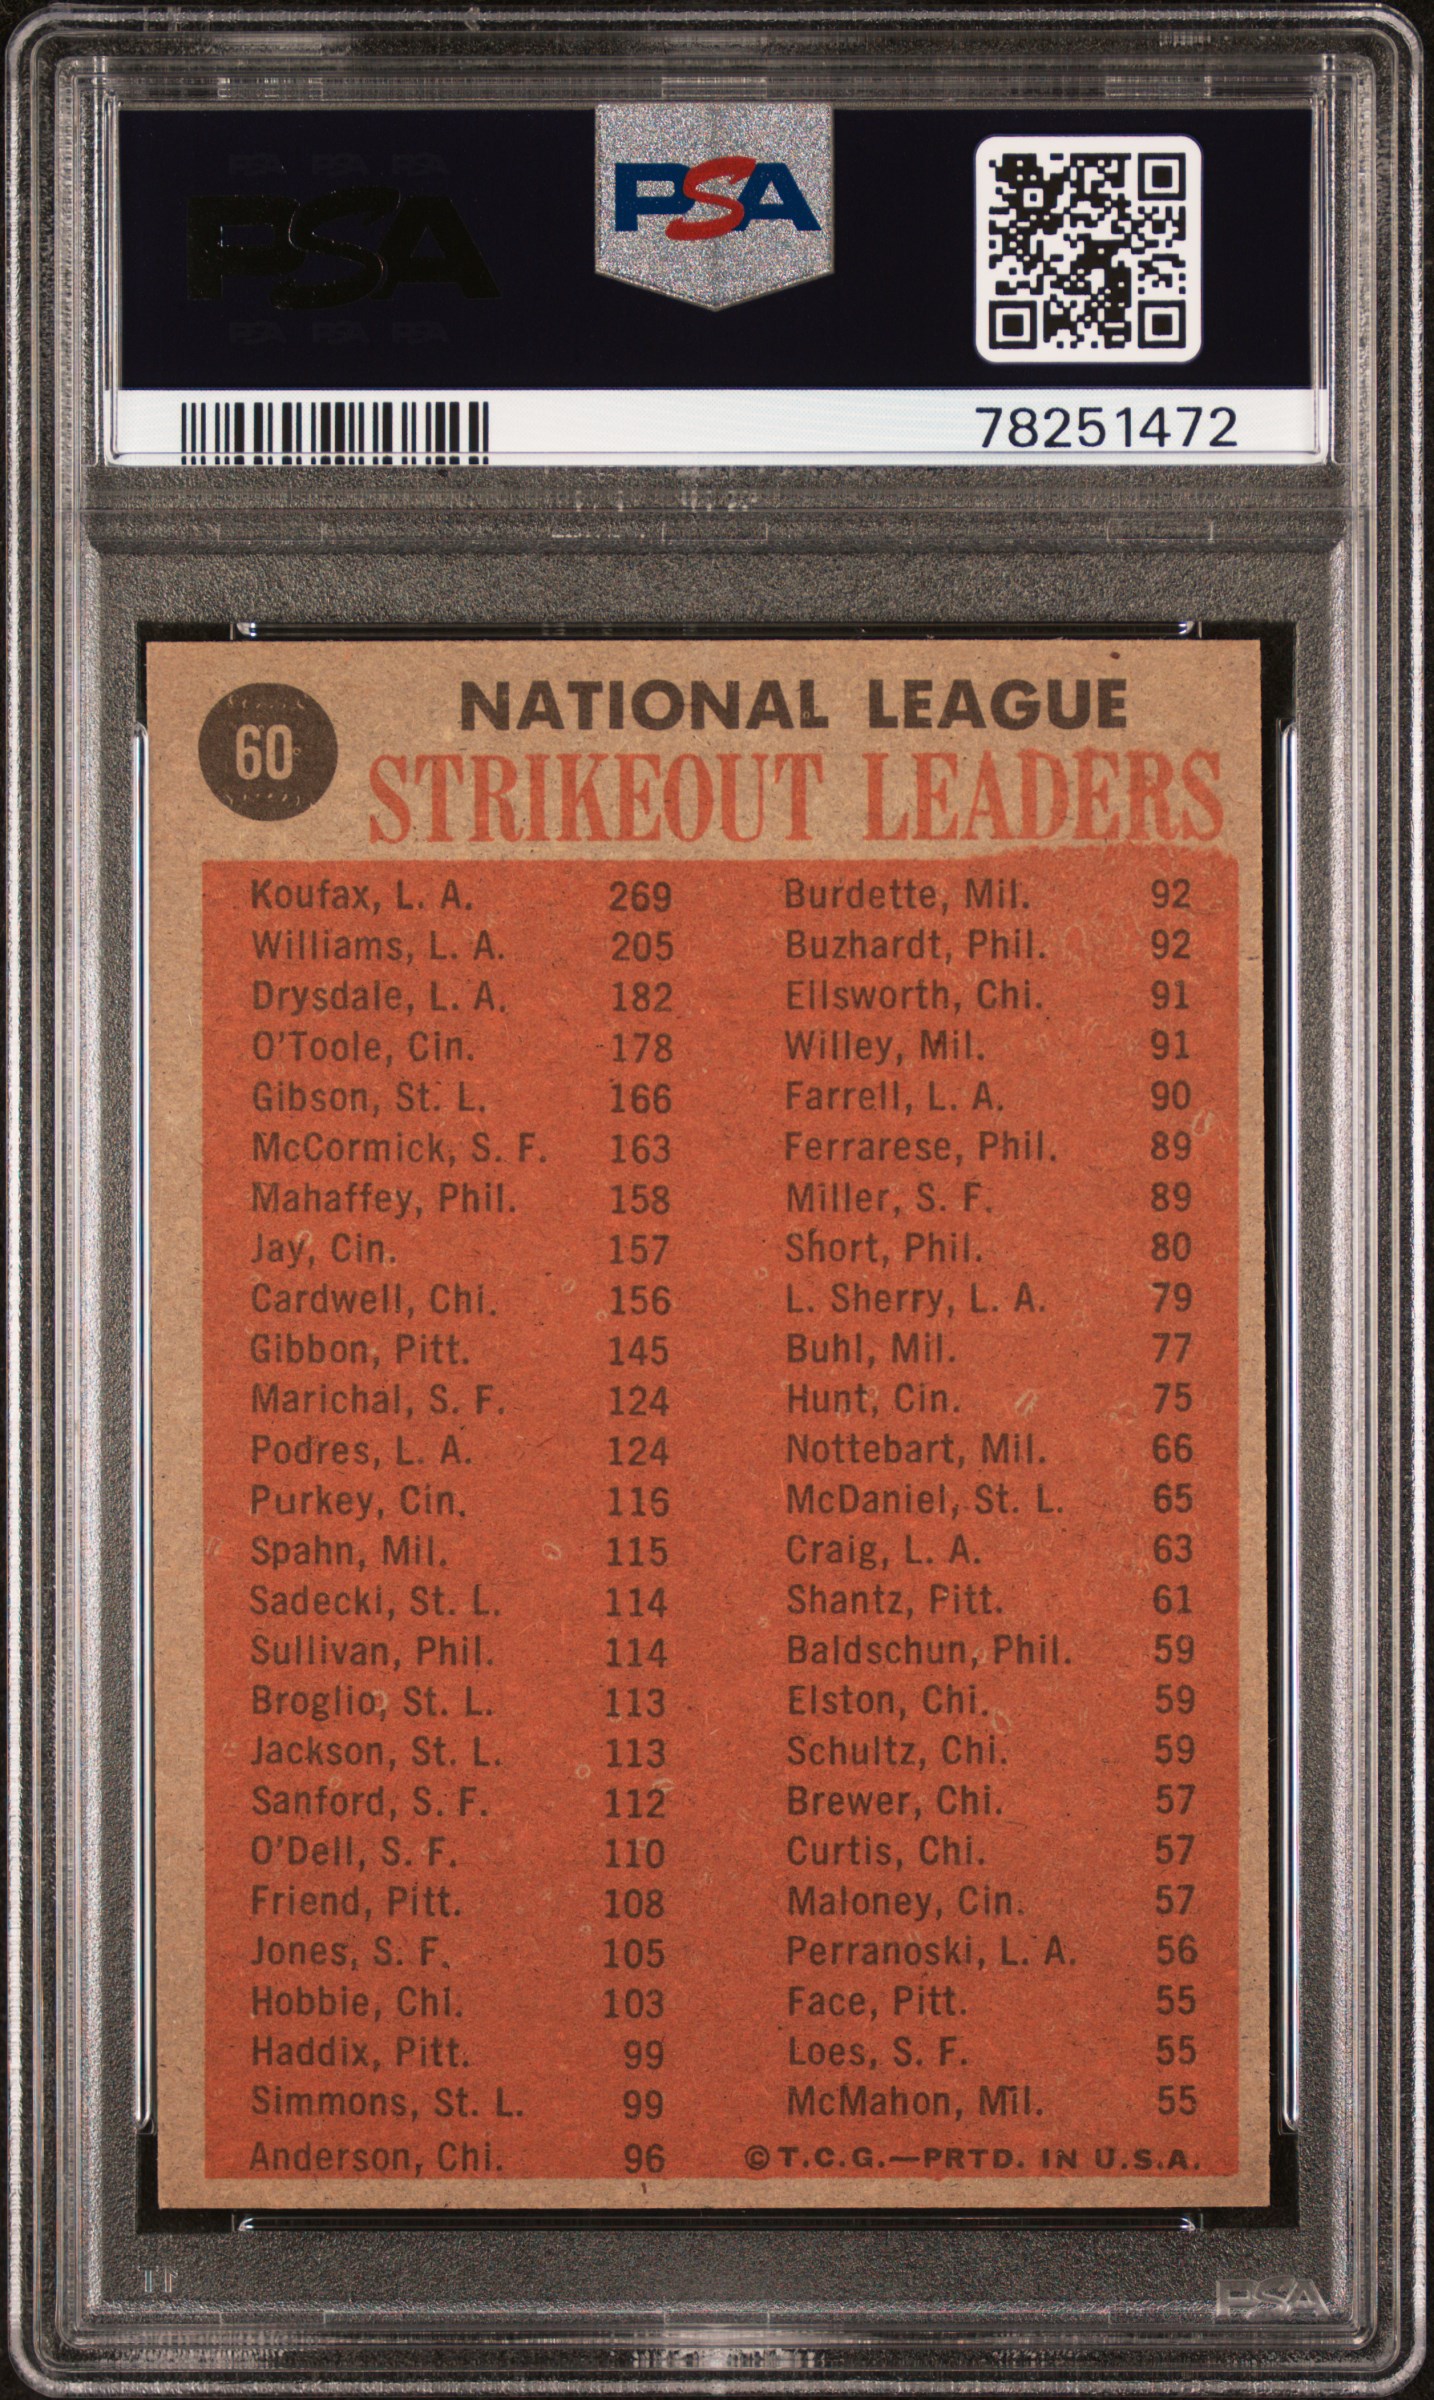 PSA PSA PSA
PSA
PSA PSA PSA
PSA
78251472
60
NATIONAL LEAGUE
STRIKEOUT LEADERS
Koufax, L. A. 269
Williams, L. A. 205
Drysdale, L. A. 182
O'Toole, Cin. 178
Gibson, St. L. 166
McCormick, S. F. 163
Mahaffey, Phil. 158
Jay, Cin. 157
Cardwell, Chi. 156
Gibbon, Pitt. 145
Marichal, S. F. 124
Podres, L. A. 124
Purkey, Cin. 116
Spahn, Mil. 115
Sadecki, St. L. 114
Sullivan, Phil. 114
Broglio, St. L. 113
Jackson, St. L. 113
Sanford, S. F. 112
O'Dell, S. F. 110
Friend, Pitt. 108
Jones, S. F. 105
Hobbie, Chi. 103
Haddix, Pitt. 99
Simmons, St. L. 99
Anderson, Chi. 96
Burdette, Mil. 92
Buzhardt, Phil. 92
Ellsworth, Chi. 91
Willey, Mil. 91
Farrell, L. A. 90
Ferrarese, Phil. 89
Miller, S. F. 89
Short, Phil. 80
L. Sherry, L. A. 79
Buhl, Mil. 77
Hunt, Cin. 75
Nottebart, Mil. 66
McDaniel, St. L. 65
Craig, L. A. 63
Shantz, Pitt. 61
Baldschun, Phil. 59
Elston, Chi. 59
Schultz, Chi. 59
Brewer, Chi. 57
Curtis, Chi. 57
Maloney, Cin. 57
Perranoski, L. A. 56
Face, Pitt. 55
Loes, S. F. 55
McMahon, Mil. 55
©T.C.G.—PRTD. IN U.S.A.
PSA